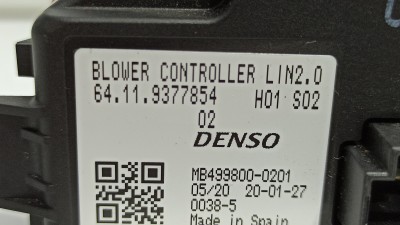 BLOWER CONTROLLER LIN2.0
64.11.9377854 H01 S02
02
DENSO
MB499800-0201
05/20 20-01-27
0038-5
Made in Spain